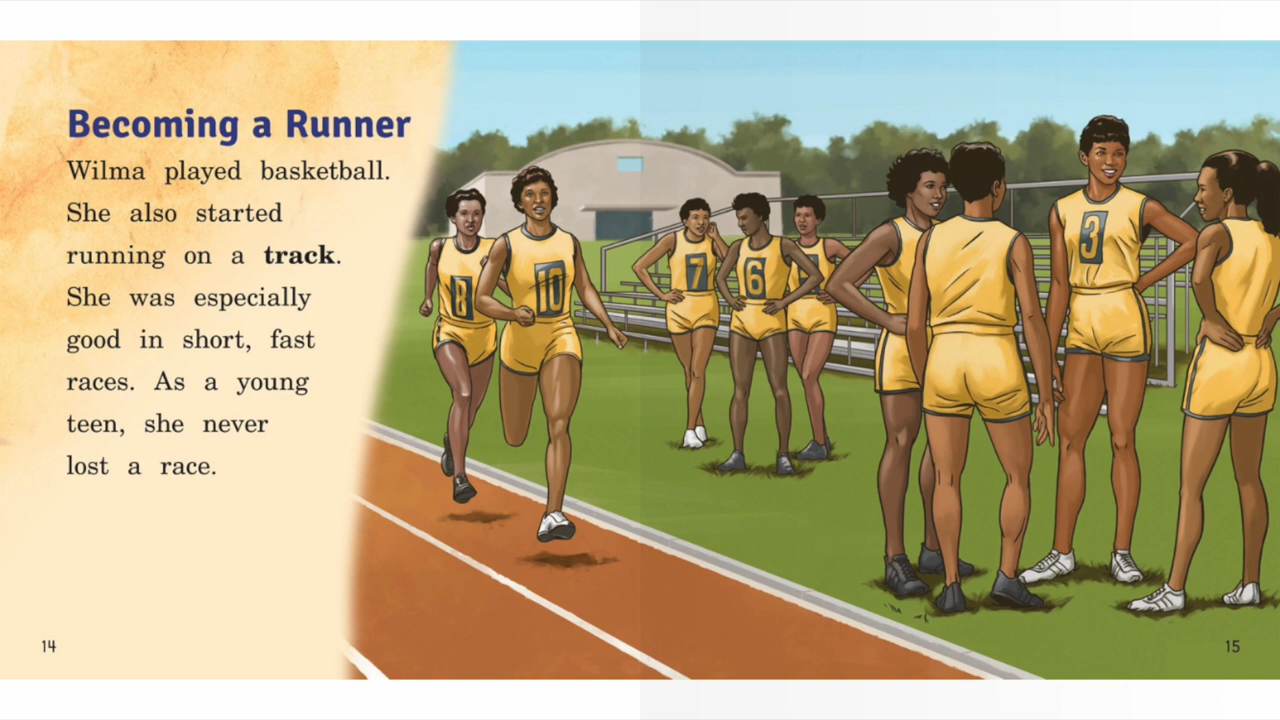 Becoming a Runner
Wilma played basketball.
She also started
running on a track.
She was especially
good in short, fast
races. As a young
teen, she never
lost a race.
8
10
7
6
3
14
15